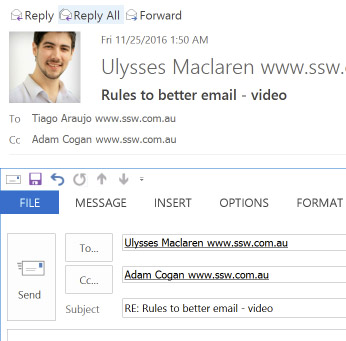 Reply Reply All Forward
Fri 11/25/2016 1:50 AM
Ulysses Maclaren www.ssw.
Rules to better email - video
To Tiago Araujo www.ssw.com.au
Cc Adam Cogan www.ssw.com.au
FILE MESSAGE INSERT OPTIONS FORMAT
To... Ulysses Maclaren www.ssw.com.au
Cc... Adam Cogan www.ssw.com.au
Send
Subject RE: Rules to better email - video